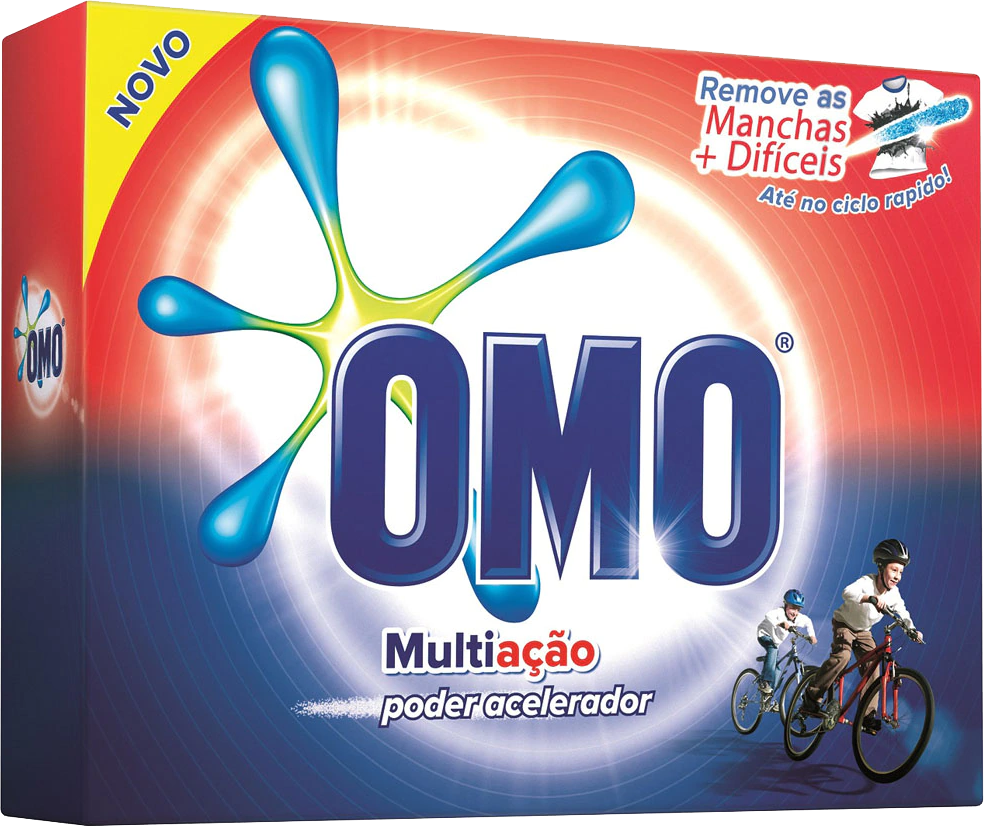 NOVO
Remove as
Manchas
+ Difíceis
Até no ciclo rapido!
OMO
OMO®
Multiação
poder acelerador